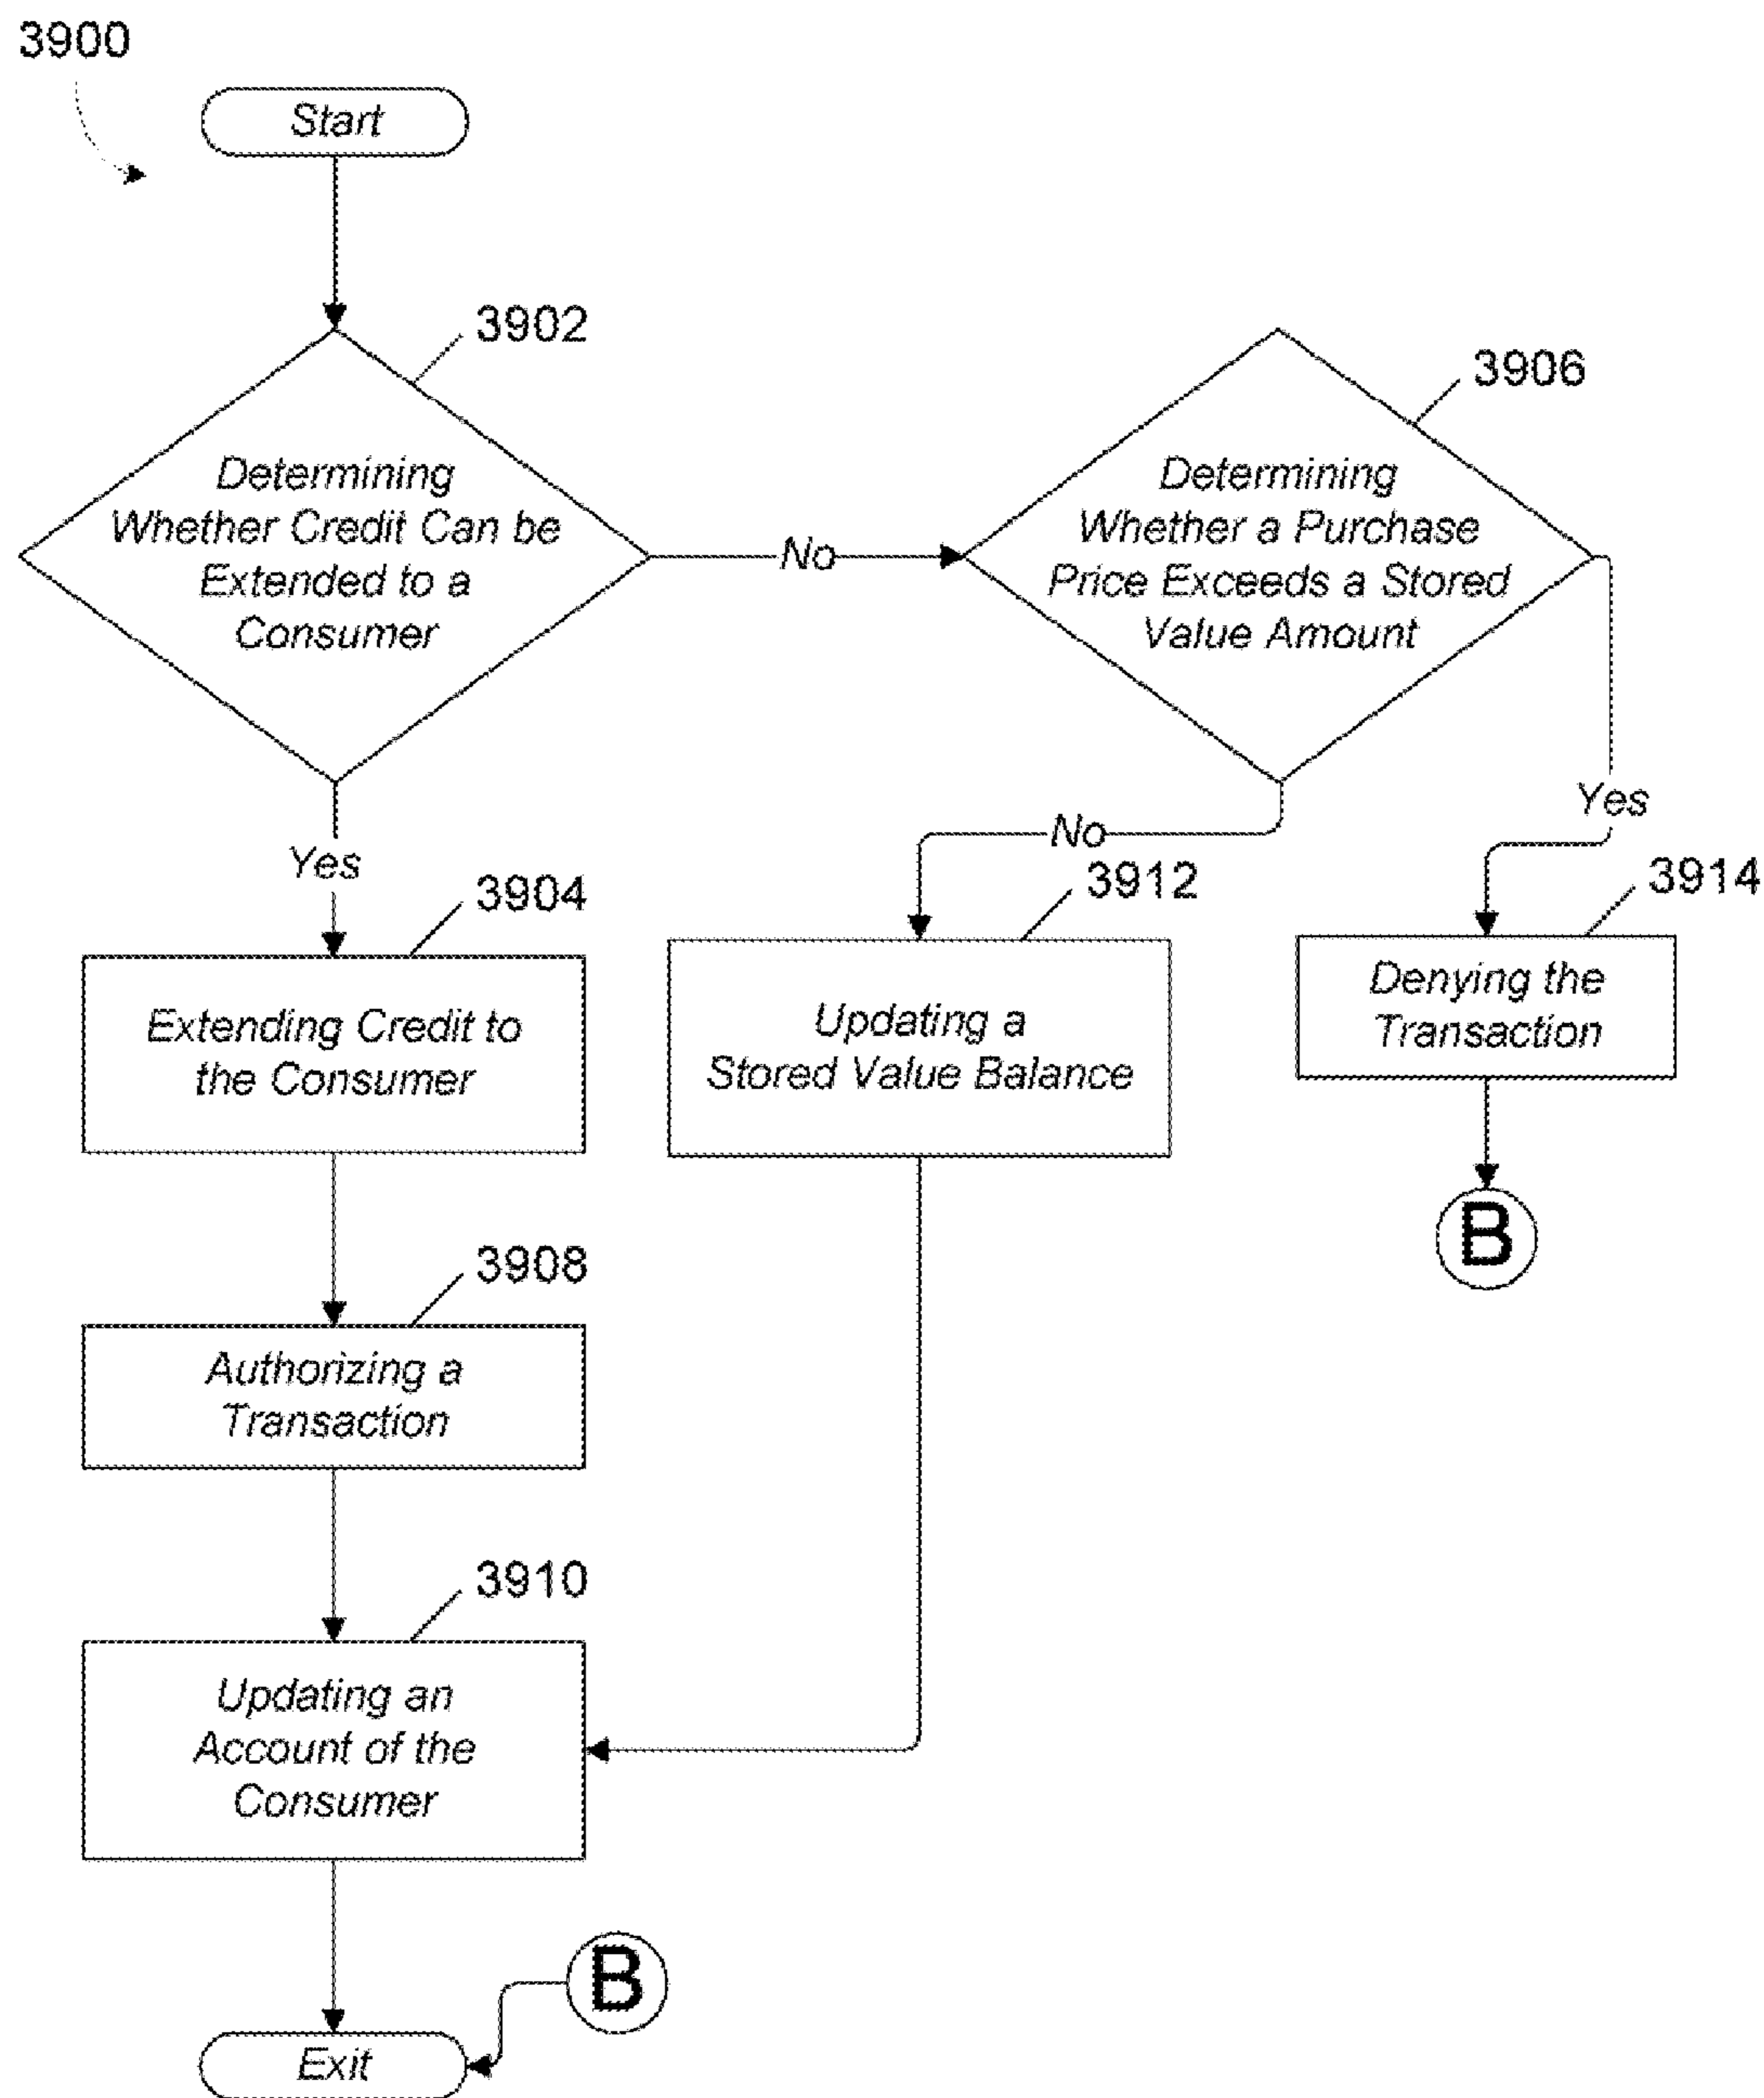 3900
Start
3902
Determining
Whether Credit Can be
Extended to a
Consumer
No
3906
Determining
Whether a Purchase
Price Exceeds a Stored
Value Amount
Yes
No
Yes
3904
Extending Credit to
the Consumer
3912
Updating a
Stored Value Balance
3914
Denying the
Transaction
B
3908
Authorizing a
Transaction
3910
Updating an
Account of the
Consumer
B
Exit